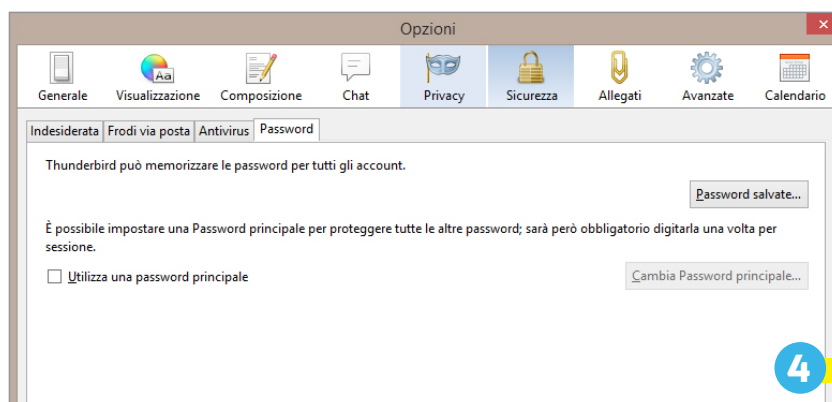 Opzioni
Aa
Generale Visualizzazione Composizione Chat Privacy Sicurezza Allegati Avanzate Calendario
Indesiderata Frodi via posta Antivirus Password
Thunderbird può memorizzare le password per tutti gli account.
Password salvate...
È possibile impostare una Password principale per proteggere tutte le altre password; sarà però obbligatorio digitarla una volta per
sessione.
Utilizza una password principale Cambia Password principale...
4